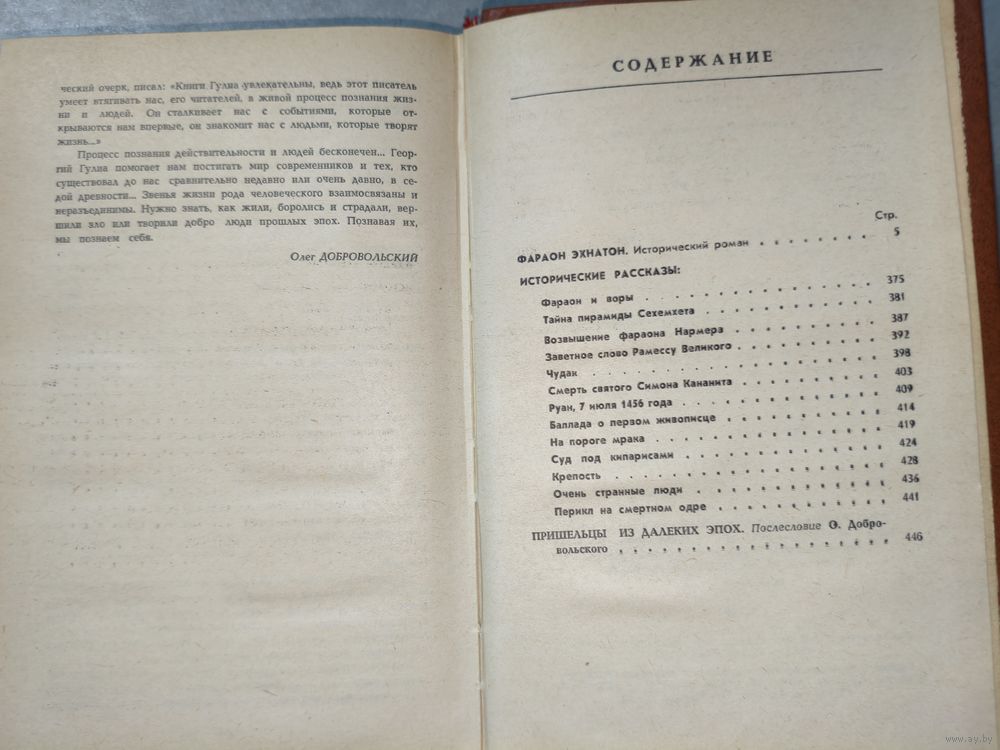 ческий очерк, писал: «Книги Гулиа увлекательны, ведь этот писатель
умеет втягивать нас, его читателей, в живой процесс познания жиз-
ни и людей. Он сталкивает нас с событиями, которые от-
крываются нам впервые, он знакомит нас с людьми, которые творят
жизнь...»
Процесс познания действительности и людей бесконечен... Геор-
гий Гулиа помогает нам постигать мир современников и тех, кто
существовал до нас сравнительно недавно или очень давно, в се-
дой древности... Звенья жизни рода человеческого взаимосвязаны и
неразъединимы. Нужно знать, как жили, боролись и страдали, вер-
шили зло или творили добро люди прошлых эпох. Познавая их,
мы познаем себя.
Олег ДОБРОВОЛЬСКИЙ
СОДЕРЖАНИЕ
Стр.
ФАРАОН ЭХНАТОН. Исторический роман . . . . . . . 5
ИСТОРИЧЕСКИЕ РАССКАЗЫ:
Фараон и воры . . . . . . . . . . . . . 375
Тайна пирамиды Сехемхета . . . . . . . . . 381
Возвышение фараона Нармера . . . . . . . . 387
Заветное слово Рамессу Великого . . . . . . . . 392
Чудак . . . . . . . . . . . . . . . 398
Смерть святого Симона Кананита . . . . . . . . 403
Руан, 7 июля 1456 года . . . . . . . . . . . 409
Баллада о первом живописце . . . . . . . . . 414
На пороге мрака . . . . . . . . . . . . 419
Суд под кипарисами . . . . . . . . . . . 424
Крепость . . . . . . . . . . . . . . 428
Очень странные люди . . . . . . . . . . 436
Перикл на смертном одре . . . . . . . . . 441
ПРИШЕЛЬЦЫ ИЗ ДАЛЕКИХ ЭПОХ. Послесловие О. Добро-
вольского . . . . . . . . . . . . . . . 446
www.ay.by